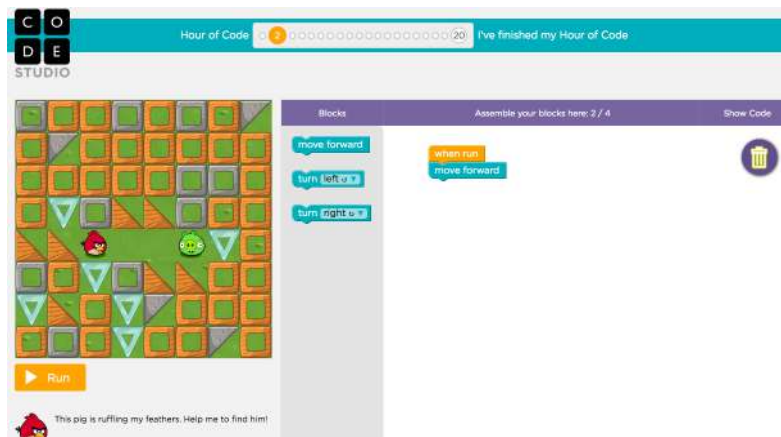 CODE
STUDIO
Hour of Code
2
20
I've finished my Hour of Code
Blocks
Assemble your blocks here: 2 / 4
Show Code
move forward
turn left ↺ ▼
turn right ↻ ▼
when run
move forward
Run
This pig is ruffling my feathers. Help me to find him!